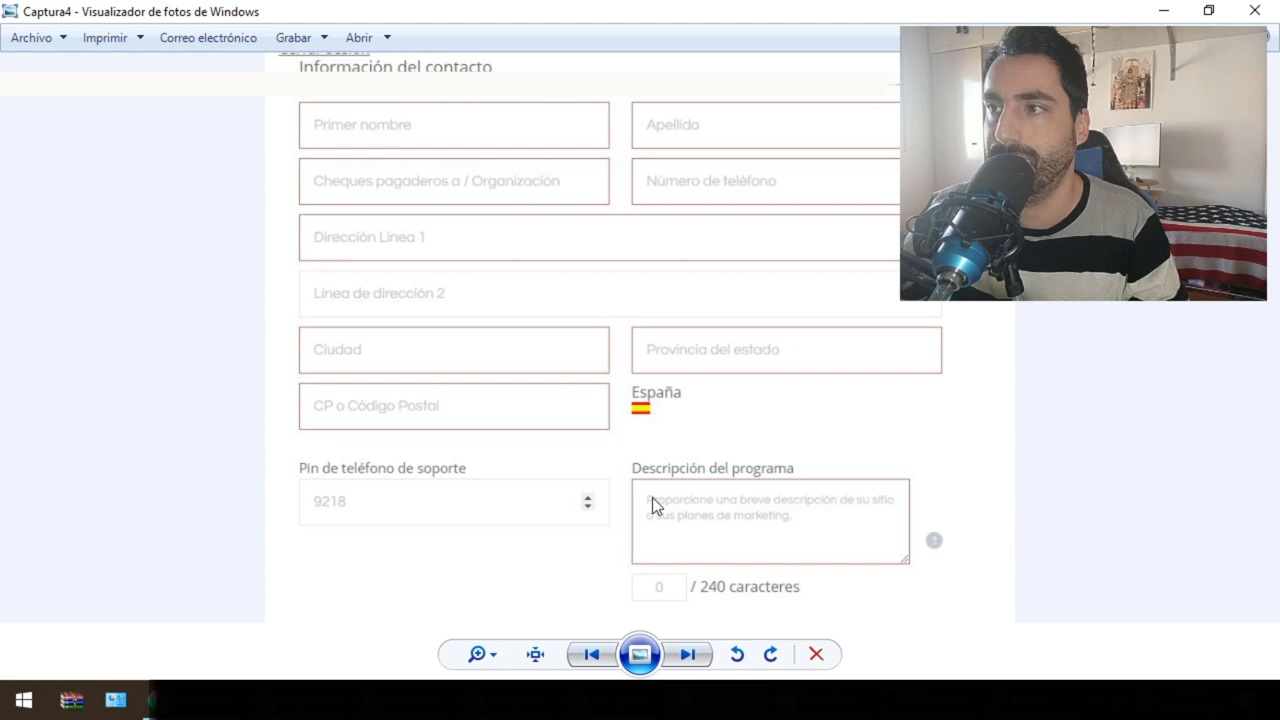 Captura4 - Visualizador de fotos de Windows
Archivo Imprimir Correo electrónico Grabar Abrir
Información del contacto
Primer nombre Apellido
Cheques pagaderos a / Organización Número de teléfono
Dirección Línea 1
Línea de dirección 2
Ciudad Provincia del estado
CP o Código Postal España
Pin de teléfono de soporte Descripción del programa
9218
Proporcione una breve descripción de su sitio
o sus planes de marketing.
?
0 / 240 caracteres